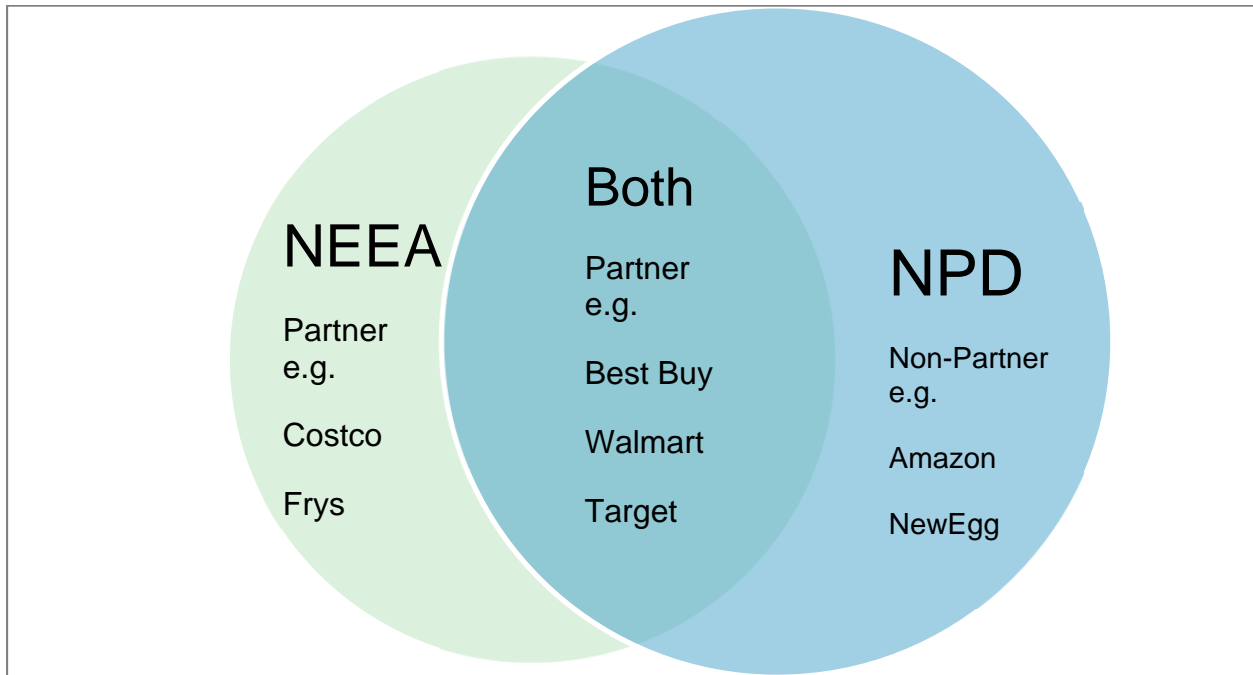 NEEA
Partner
e.g.
Costco
Frys
Both
Partner
e.g.
Best Buy
Walmart
Target
NPD
Non-Partner
e.g.
Amazon
NewEgg